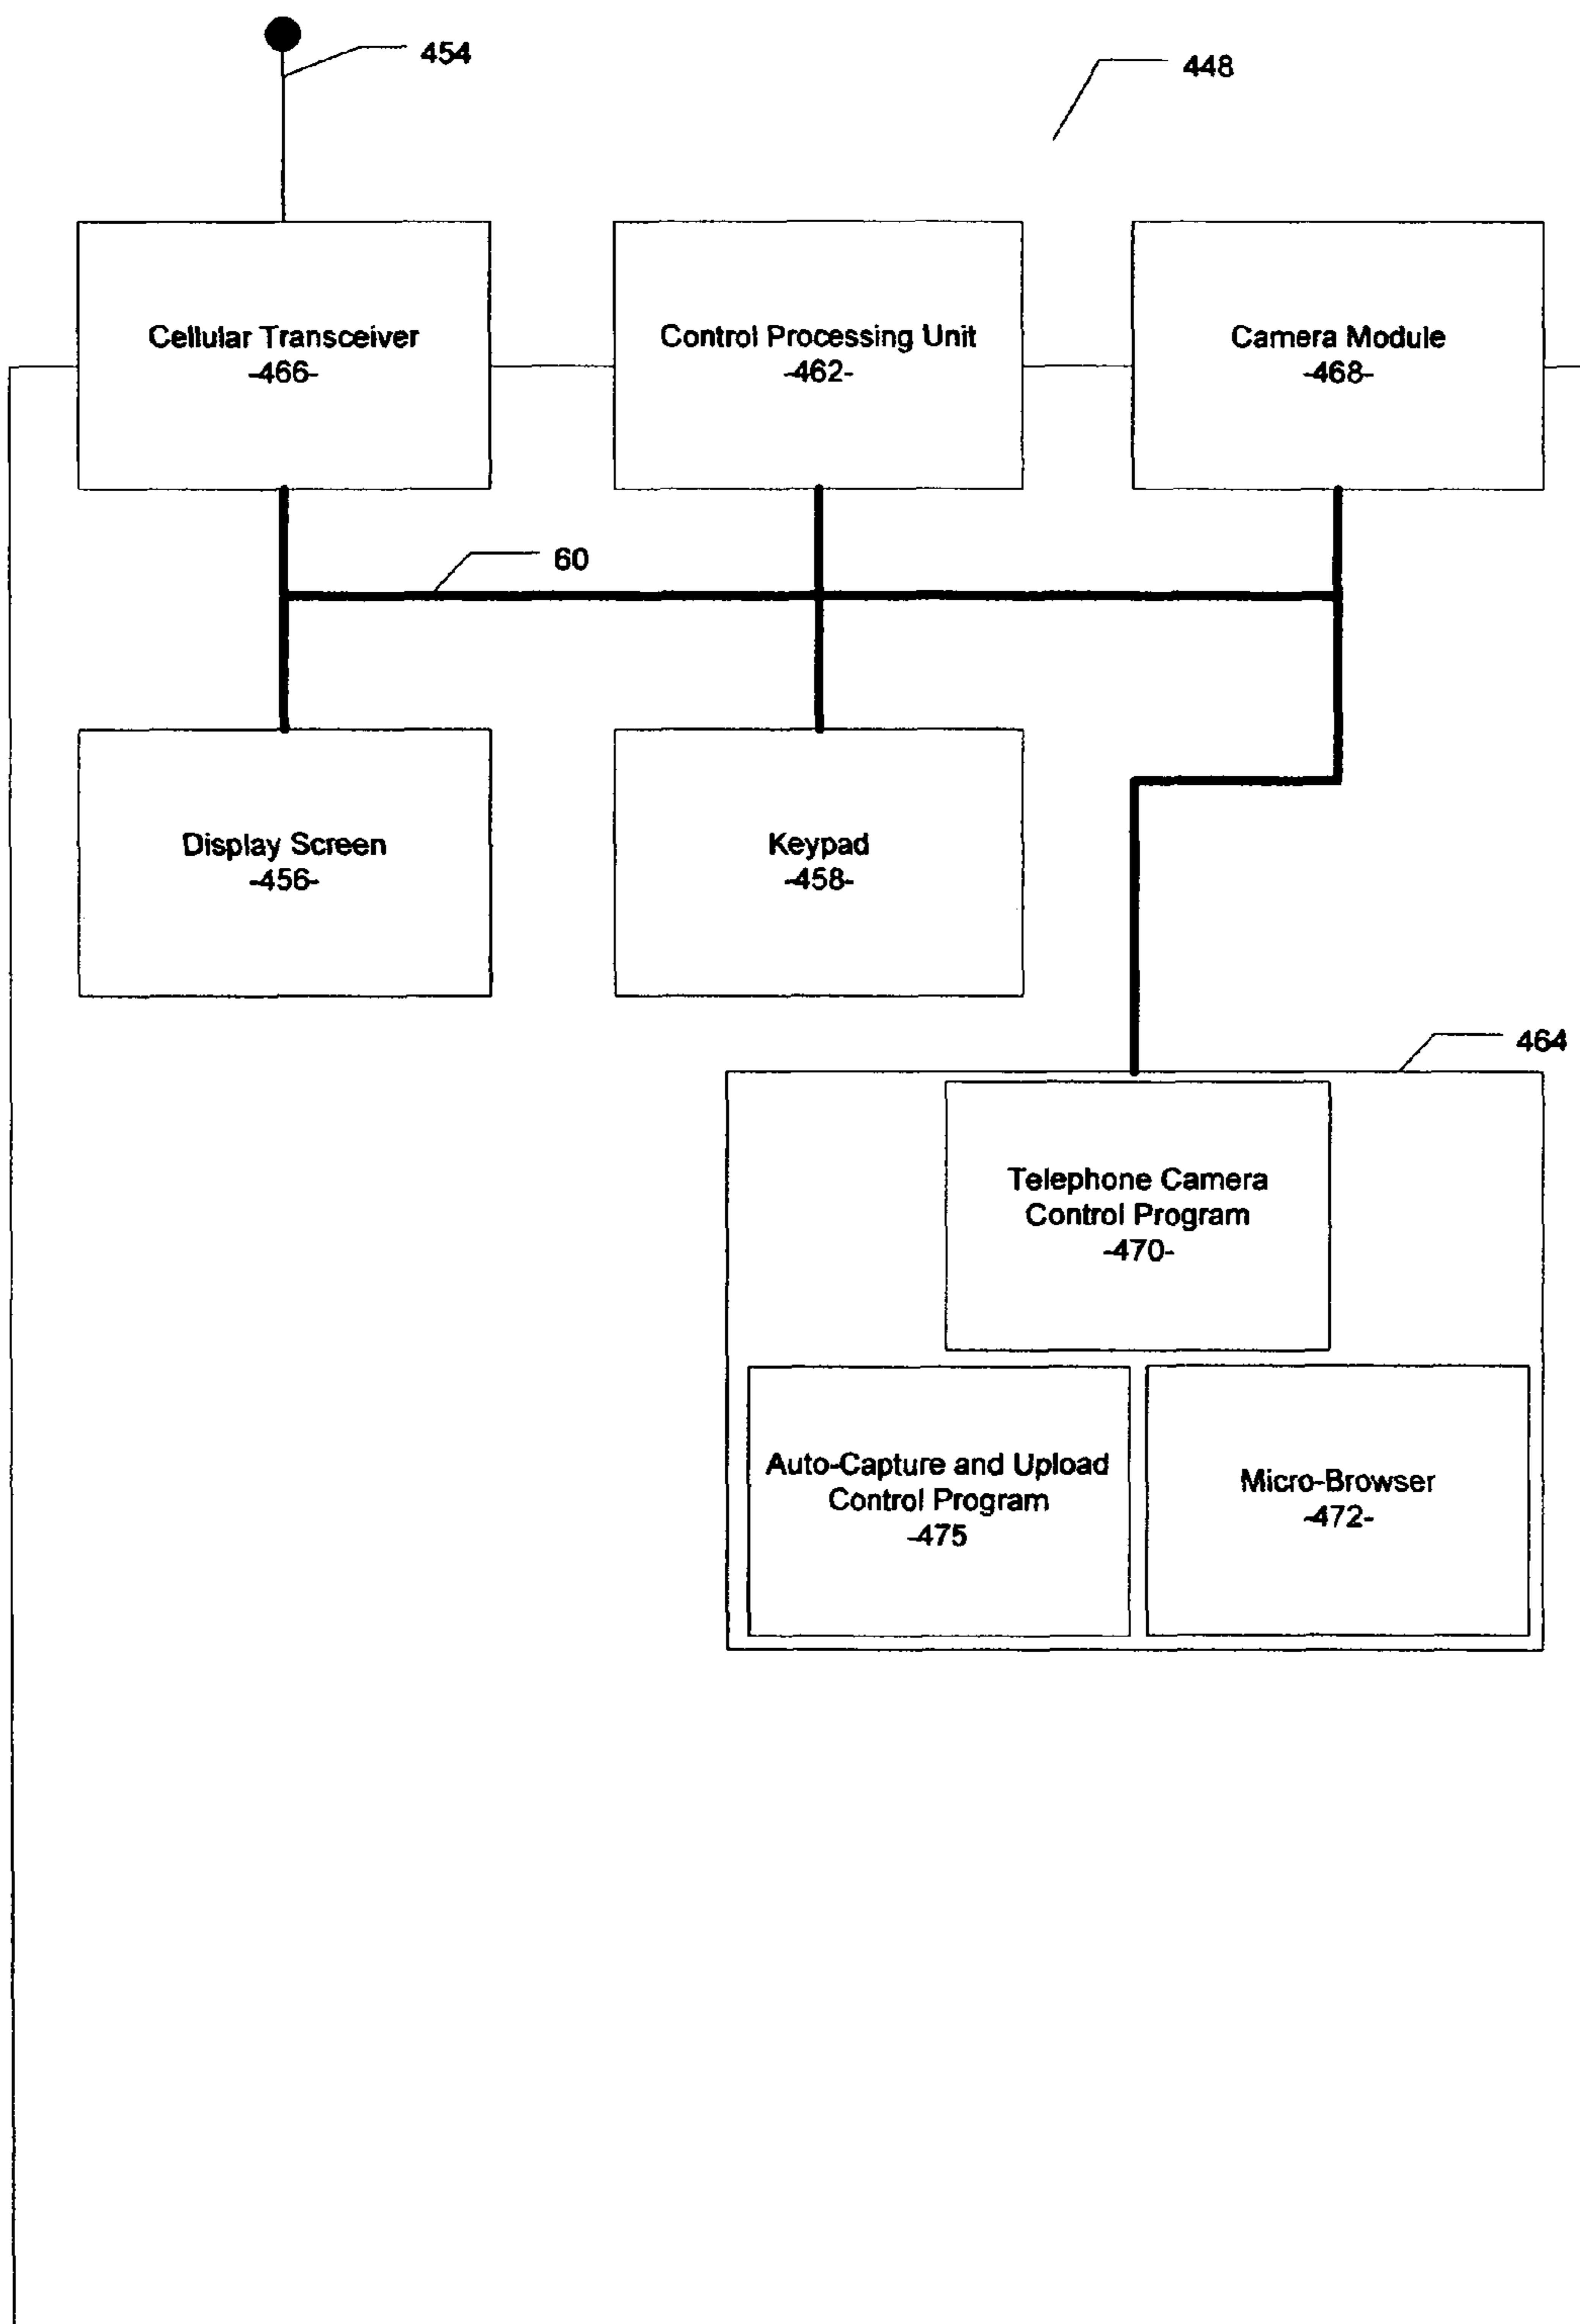 454
448
Cellular Transceiver
-466-
Control Processing Unit
-462-
Camera Module
-468-
60
Display Screen
-456-
Keypad
-458-
464
Telephone Camera
Control Program
-470-
Auto-Capture and Upload
Control Program
-475
Micro-Browser
-472-